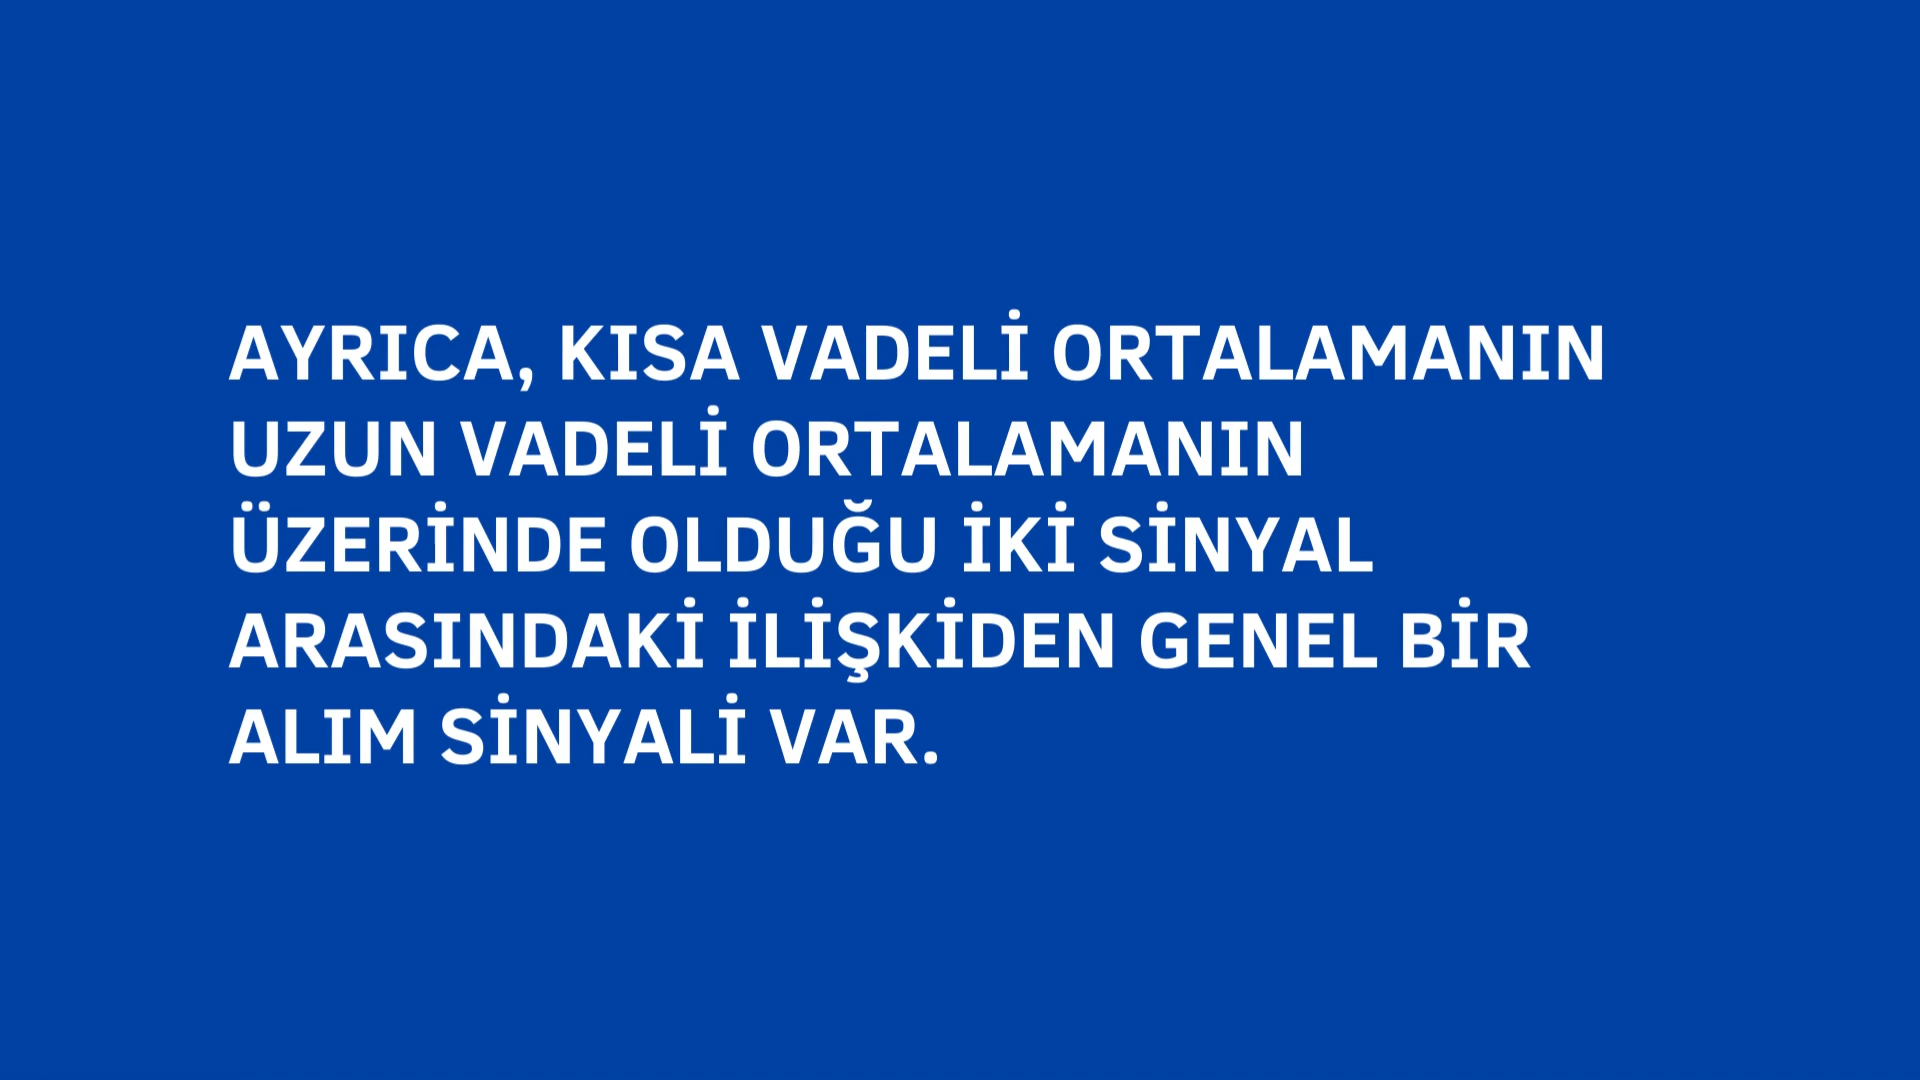 AYRICA, KISA VADELİ ORTALAMANIN
UZUN VADELİ ORTALAMANIN
ÜZERİNDE OLDUĞU İKİ SİNYAL
ARASINDAKİ İLİŞKİDEN GENEL BİR
ALIM SİNYALİ VAR.